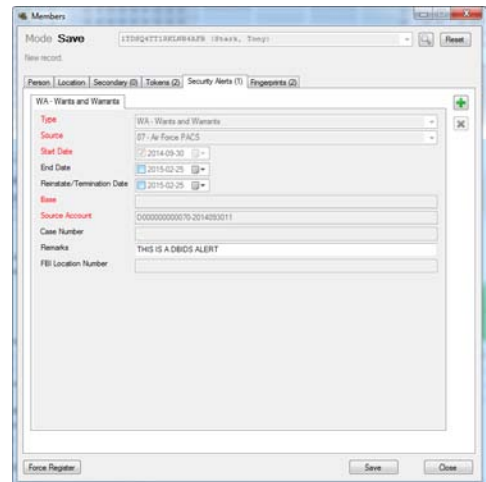 Members
Mode Save (Stark, Tony) Reset
New record.
Person Location Secondary (0) Tokens (2) Security Alerts (1) Fingerprints (2)
WA - Wants and Warrants
Type WA - Wants and Warrants
Source 07 - Air Force PACS
Start Date 2014-09-30
End Date 2015-02-25
Reinstate/Termination Date 2015-02-25
Base
Source Account
Case Number
Remarks THIS IS A DBIDS ALERT
FBI Location Number
Force Register Save Close